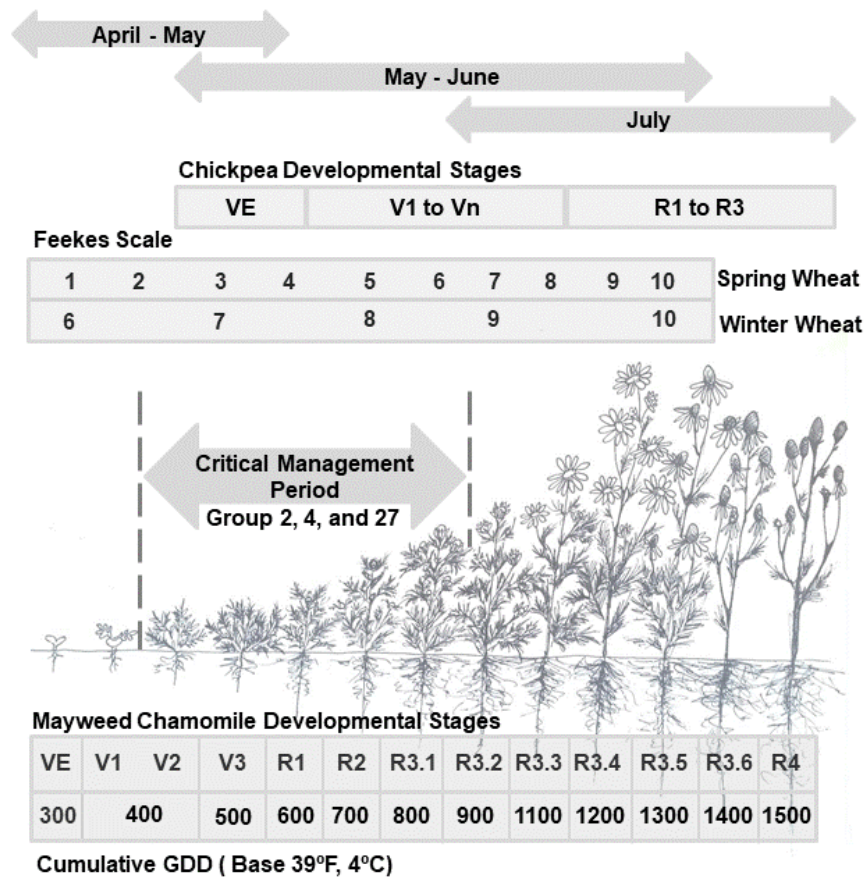 April - May
May - June
July
Chickpea Developmental Stages
VE V1 to Vn R1 to R3
Feekes Scale
1 2 3 4 5 6 7 8 9 10 Spring Wheat
6 7 8 9 10 Winter Wheat
Critical Management
Period
Group 2, 4, and 27
Mayweed Chamomile Developmental Stages
VE V1 V2 V3 R1 R2 R3.1 R3.2 R3.3 R3.4 R3.5 R3.6 R4
300 400 500 600 700 800 900 1100 1200 1300 1400 1500
Cumulative GDD ( Base 39ºF, 4ºC)